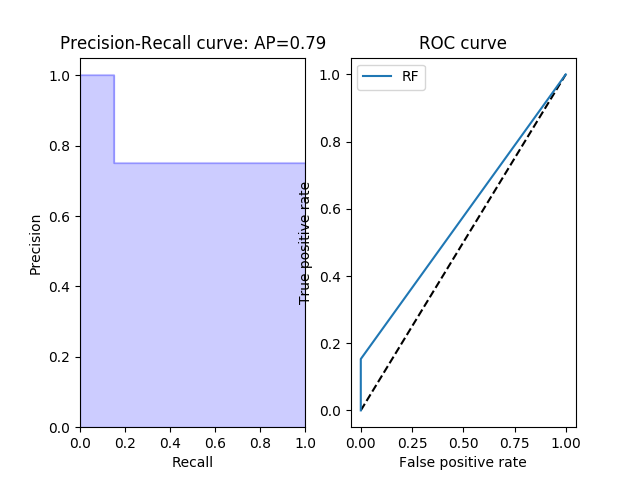 Precision-Recall curve: AP=0.79
Precision
1.0
0.8
0.6
0.4
0.2
0.0
0.0 0.2 0.4 0.6 0.8 1.0
Recall
ROC curve
RF
True positive rate
1.0
0.8
0.6
0.4
0.2
0.0
0.00 0.25 0.50 0.75 1.00
False positive rate